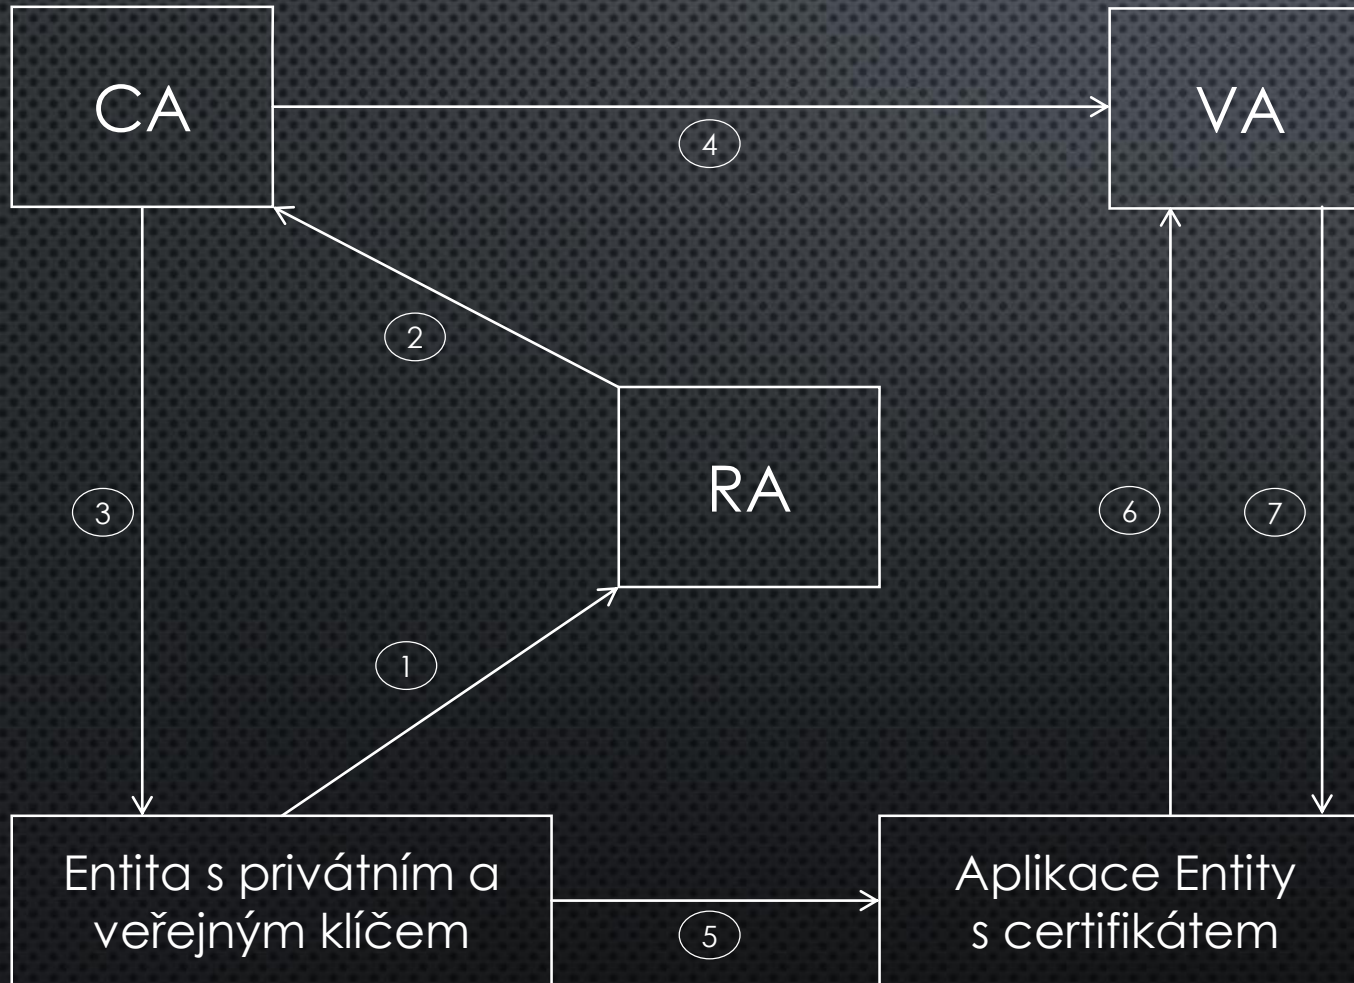 CA
VA
4
2
RA
3
6
7
1
Entita s privátním a
veřejným klíčem
5
Aplikace Entity
s certifikátem